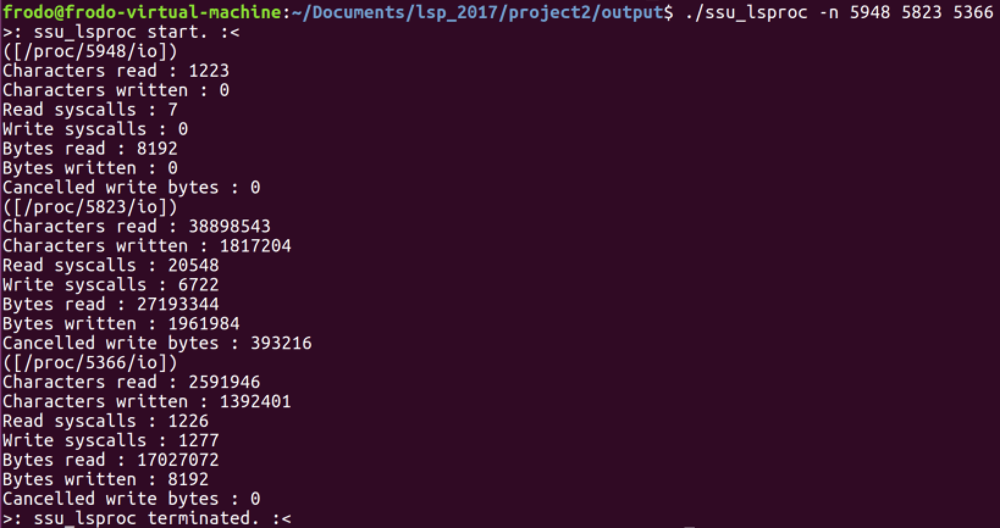 frodo@frodo-virtual-machine:~/Documents/lsp_2017/project2/output$ ./ssu_lsproc -n 5948 5823 5366
>: ssu_lsproc start. :<
([/proc/5948/io])
Characters read : 1223
Characters written : 0
Read syscalls : 7
Write syscalls : 0
Bytes read : 8192
Bytes written : 0
Cancelled write bytes : 0
([/proc/5823/io])
Characters read : 38898543
Characters written : 1817204
Read syscalls : 20548
Write syscalls : 6722
Bytes read : 27193344
Bytes written : 1961984
Cancelled write bytes : 393216
([/proc/5366/io])
Characters read : 2591946
Characters written : 1392401
Read syscalls : 1226
Write syscalls : 1277
Bytes read : 17027072
Bytes written : 8192
Cancelled write bytes : 0
>: ssu_lsproc terminated. :<